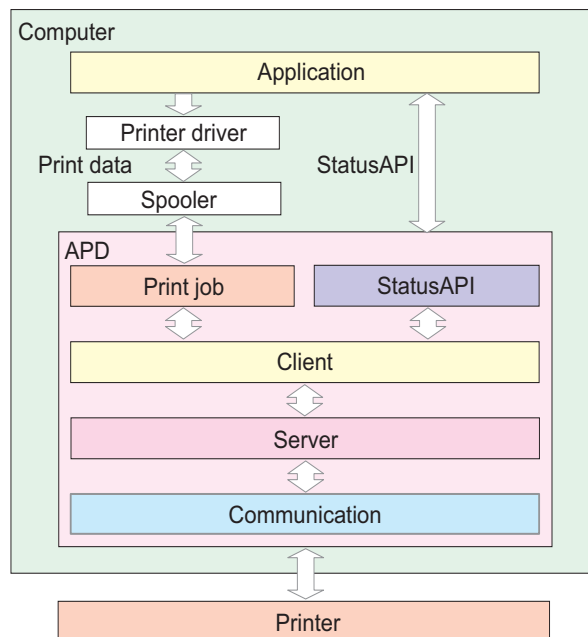 Computer
Application
Printer driver
Print data
StatusAPI
Spooler
APD
Print job
StatusAPI
Client
Server
Communication
Printer